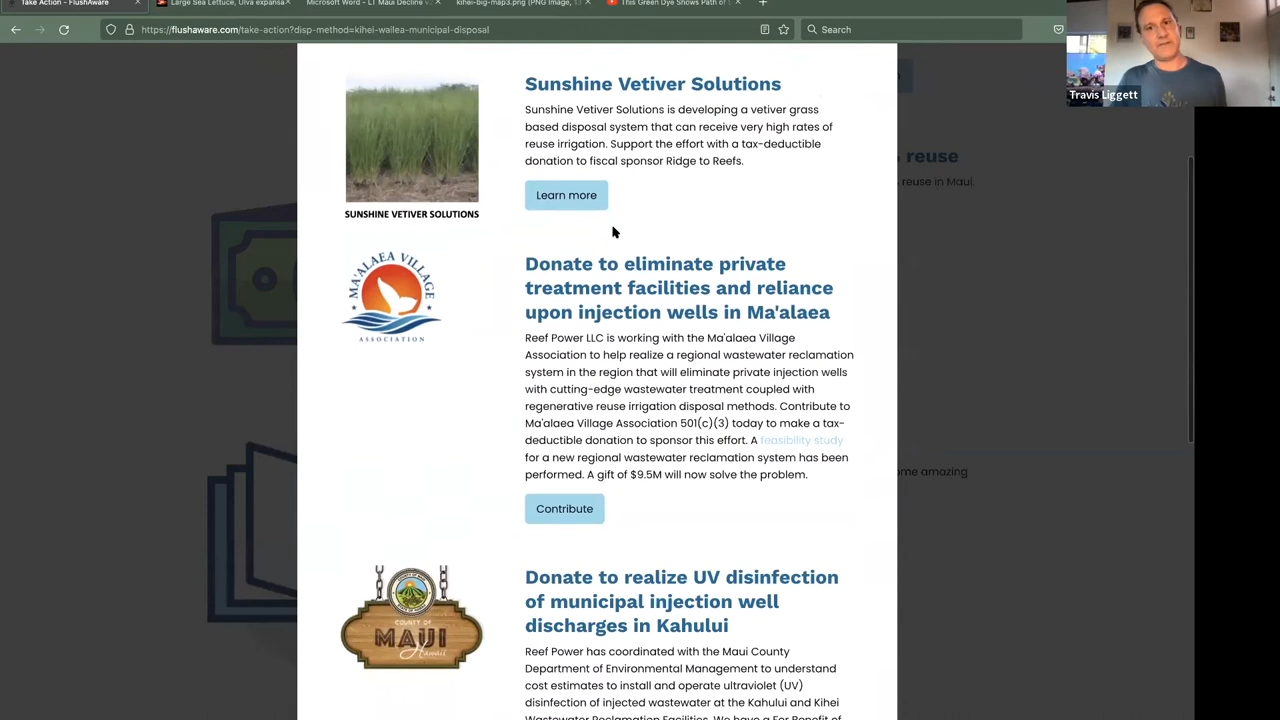 Take Action - FlushAware
Large Sea Lettuce, Ulva expansa
Microsoft Word - LT Maui Decline v
kihei-big-map3.png (PNG Image, 1
This Green Dye Shows Path of
https://flushaware.com/take-action?disp-method=kihei-wailea-municipal-disposal
Search
Travis Liggett
Sunshine Vetiver Solutions
Sunshine Vetiver Solutions is developing a vetiver grass
based disposal system that can receive very high rates of
reuse irrigation. Support the effort with a tax-deductible
donation to fiscal sponsor Ridge to Reefs.
Learn more
SUNSHINE VETIVER SOLUTIONS
% reuse
reuse in Maui.
MA'ALAEA VILLAGE
ASSOCIATION
Donate to eliminate private
treatment facilities and reliance
upon injection wells in Ma'alaea
Reef Power LLC is working with the Ma'alaea Village
Association to help realize a regional wastewater reclamation
system in the region that will eliminate private injection wells
with cutting-edge wastewater treatment coupled with
regenerative reuse irrigation disposal methods. Contribute to
Ma'alaea Village Association 501(c)(3) today to make a tax-
deductible donation to sponsor this effort. A feasibility study
for a new regional wastewater reclamation system has been
performed. A gift of $9.5M will now solve the problem.
ome amazing
Contribute
COUNTY OF
MAUI
Hawaii
Donate to realize UV disinfection
of municipal injection well
discharges in Kahului
Reef Power has coordinated with the Maui County
Department of Environmental Management to understand
cost estimates to install and operate ultraviolet (UV)
disinfection of injected wastewater at the Kahului and Kihei
Wastewater Reclamation Facilities. We have a For Benefit of